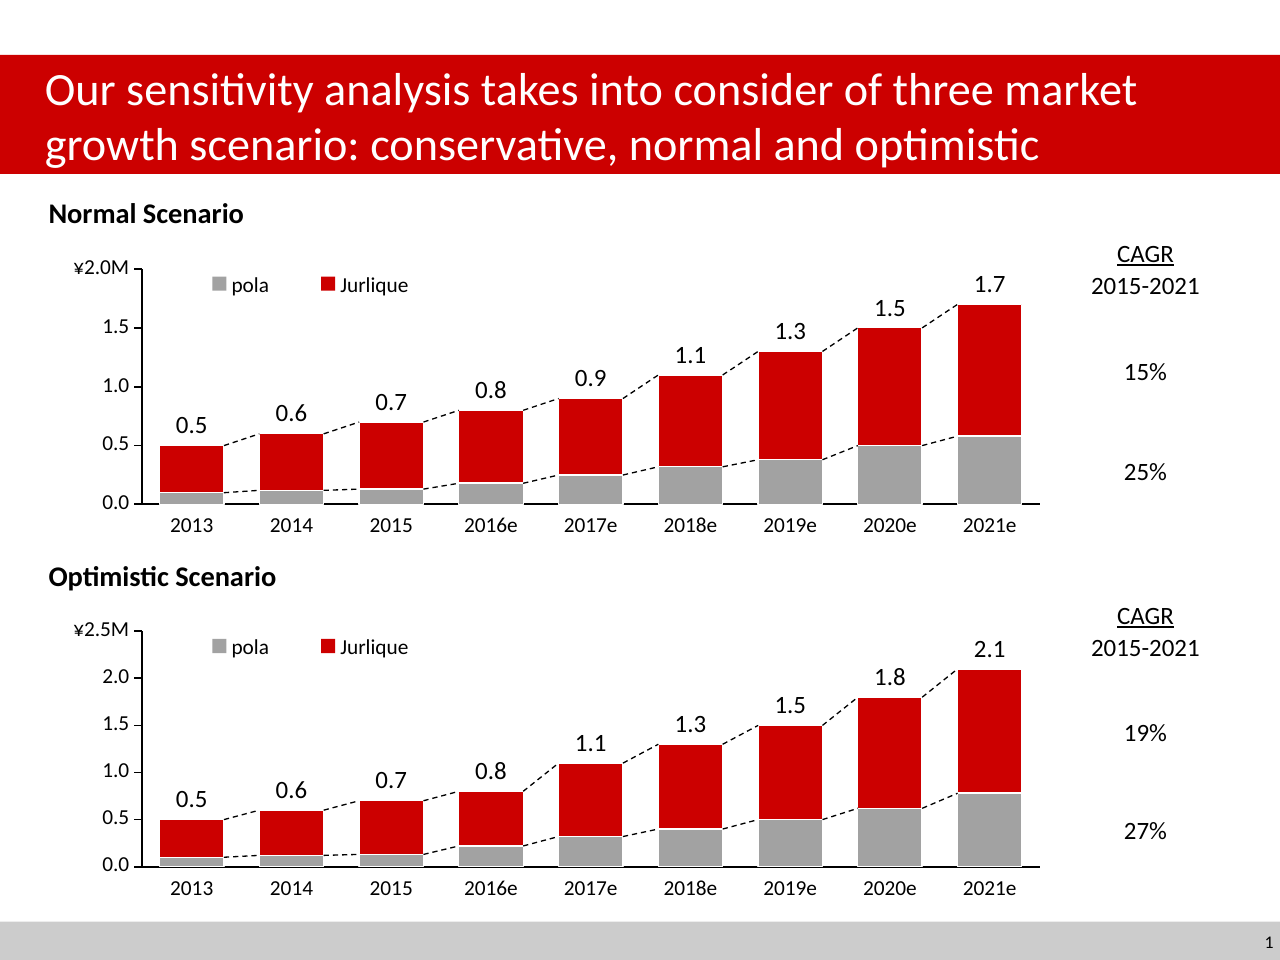 Our sensitivity analysis takes into consider of three market
growth scenario: conservative, normal and optimistic
Normal Scenario
CAGR
2015-2021
¥2.0M
1.5
1.0
0.5
0.0
pola
Jurlique
0.5
0.6
0.7
0.8
0.9
1.1
1.3
1.5
1.7
15%
25%
2013
2014
2015
2016e
2017e
2018e
2019e
2020e
2021e
Optimistic Scenario
CAGR
2015-2021
¥2.5M
2.0
1.5
1.0
0.5
0.0
pola
Jurlique
0.5
0.6
0.7
0.8
1.1
1.3
1.5
1.8
2.1
19%
27%
2013
2014
2015
2016e
2017e
2018e
2019e
2020e
2021e
1